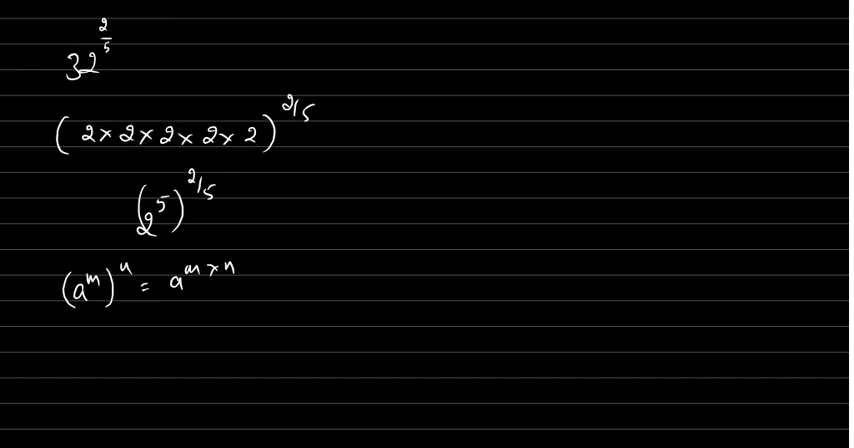 32^{2/5}
(2 × 2 × 2 × 2 × 2)^{2/5}
(2^5)^{2/5}
(a^m)^n = a^{m × n}